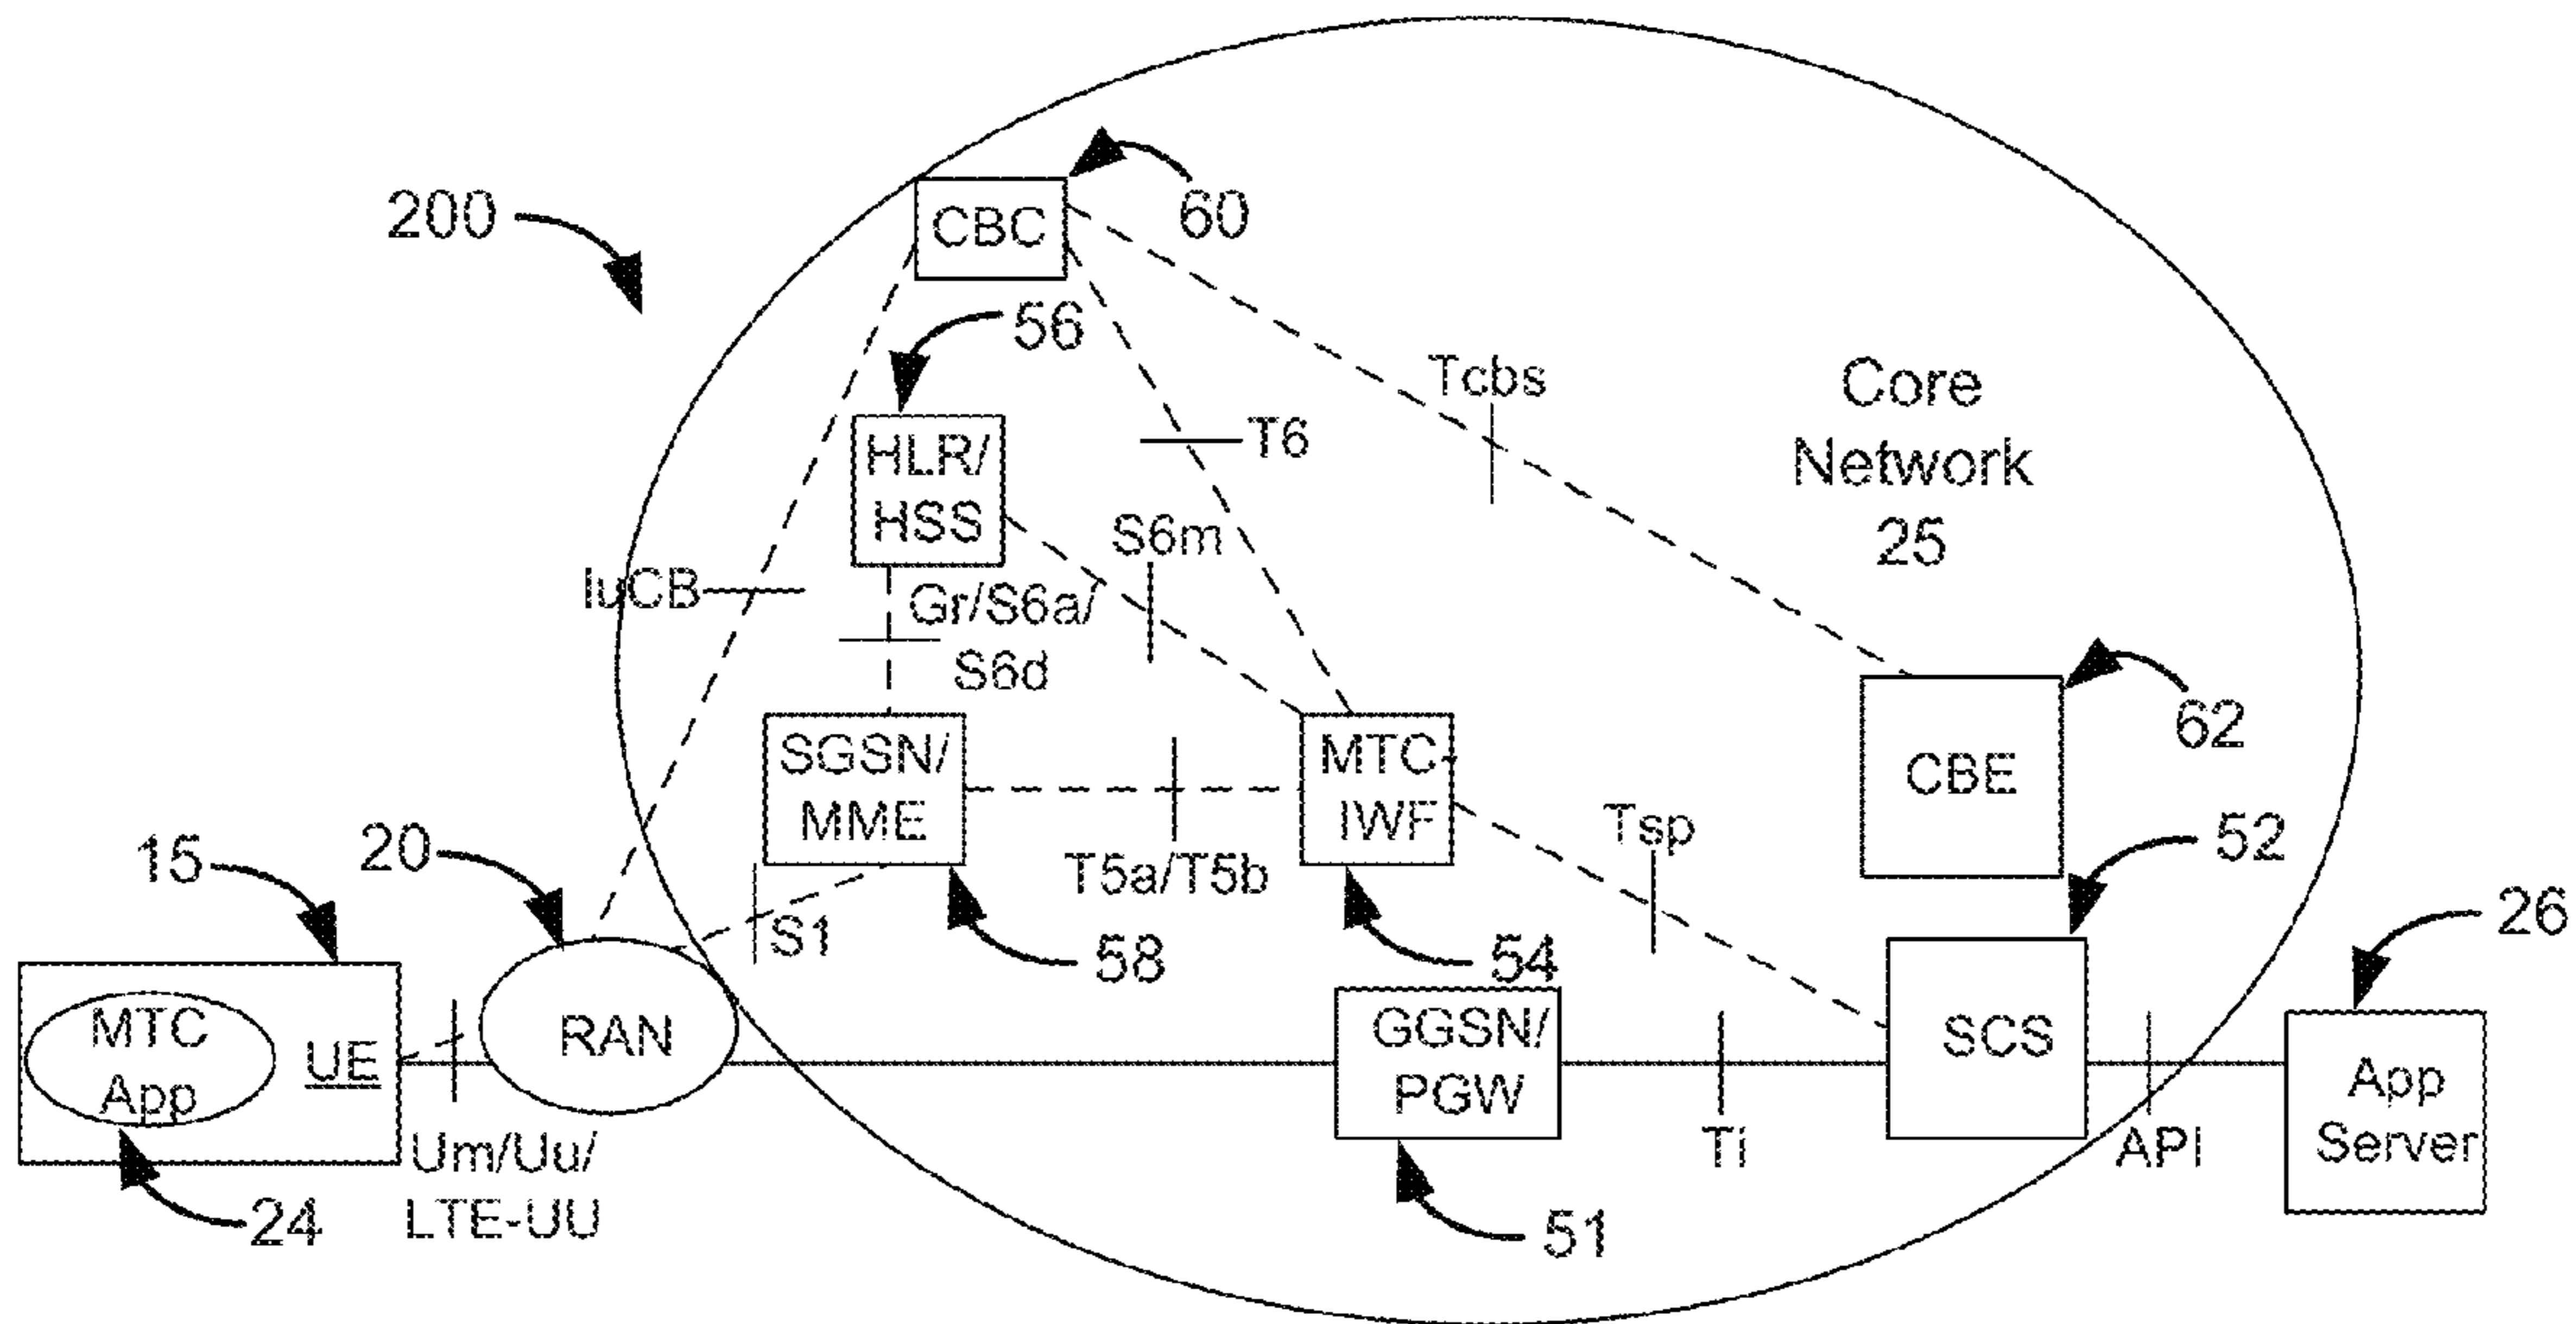 200
CBC
60
56
HLR/
HSS
Tcbs
T6
Core
Network
25
S6m
IuCB
Gr/S6a/
S6d
62
SGSN/
MME
MTC-
IWF
CBE
15
20
T5a/T5b
Tsp
52
S1
58
54
26
MTC
App
UE
RAN
GGSN/
PGW
SCS
App
Server
Um/Uu/
LTE-UU
Ti
API
24
51